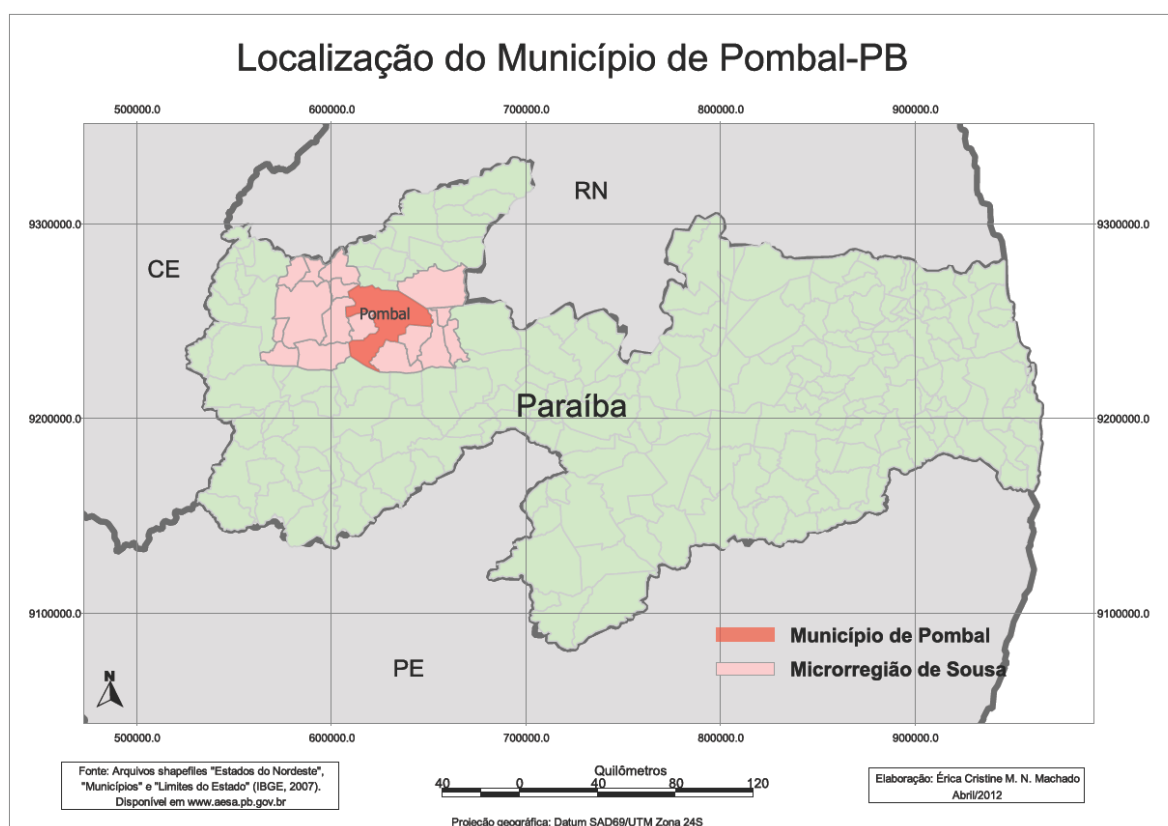 Localização do Município de Pombal-PB
500000.0 600000.0 700000.0 800000.0 900000.0
RN
9300000.0 9300000.0
CE
Pombal
Paraíba
9200000.0 9200000.0
9100000.0 9100000.0
Município de Pombal
PE
Microrregião de Sousa
N
500000.0 600000.0 700000.0 800000.0 900000.0
Fonte: Arquivos shapefiles "Estados do Nordeste",
"Municípios" e "Limites do Estado" (IBGE, 2007).
Disponível em www.aesa.pb.gov.br
Quilômetros
40 0 40 80 120
Elaboração: Érica Cristine M. N. Machado
Abril/2012
Projeção geográfica: Datum SAD69/UTM Zona 24S